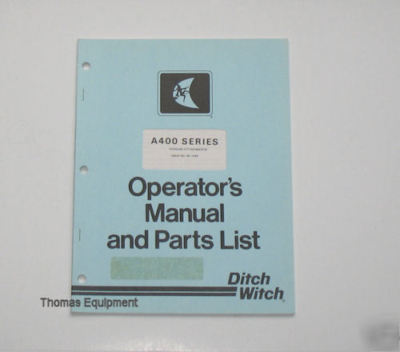 A400 SERIES
Operator's
Manual
and Parts List
Ditch
Witch
Thomas Equipment